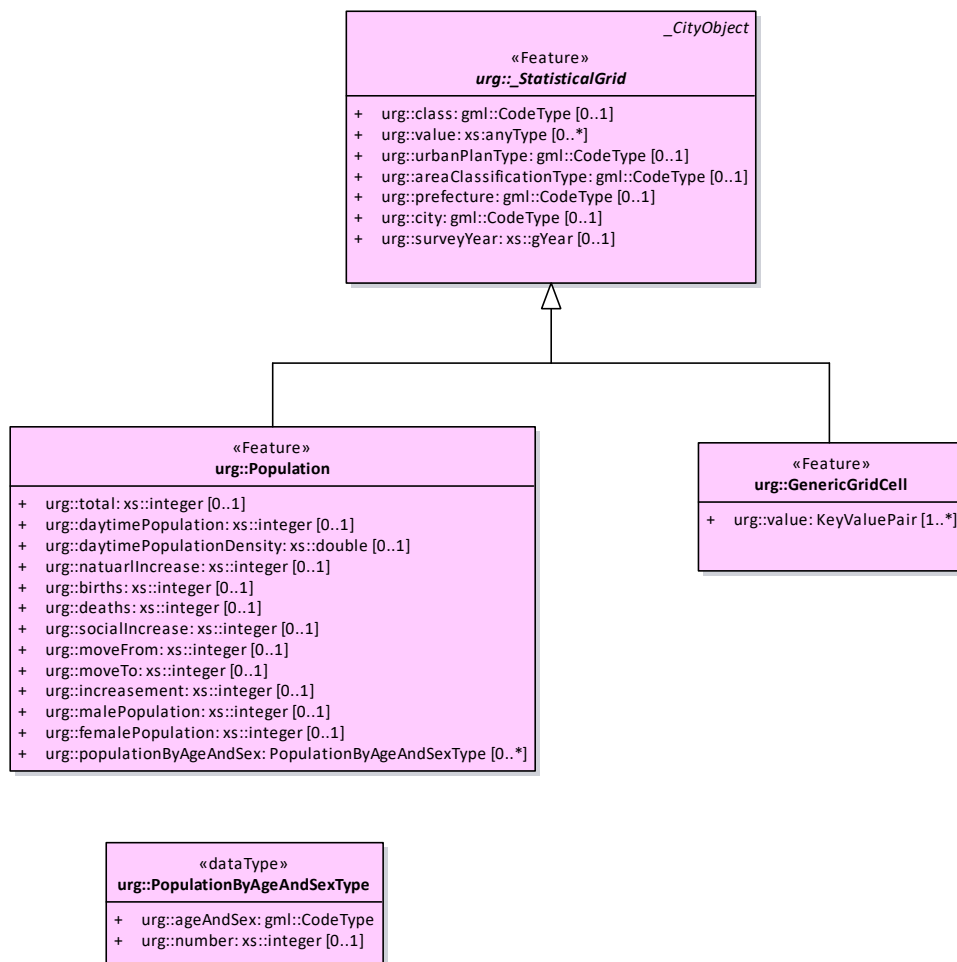 _CityObject
«Feature»
urg::_StatisticalGrid
+ urg::class: gml::CodeType [0..1]
+ urg::value: xs:anyType [0..*]
+ urg::urbanPlanType: gml::CodeType [0..1]
+ urg::areaClassificationType: gml::CodeType [0..1]
+ urg::prefecture: gml::CodeType [0..1]
+ urg::city: gml::CodeType [0..1]
+ urg::surveyYear: xs::gYear [0..1]
«Feature»
urg::Population
+ urg::total: xs::integer [0..1]
+ urg::daytimePopulation: xs::integer [0..1]
+ urg::daytimePopulationDensity: xs::double [0..1]
+ urg::natuarlIncrease: xs::integer [0..1]
+ urg::births: xs::integer [0..1]
+ urg::deaths: xs::integer [0..1]
+ urg::socialIncrease: xs::integer [0..1]
+ urg::moveFrom: xs::integer [0..1]
+ urg::moveTo: xs::integer [0..1]
+ urg::increasement: xs::integer [0..1]
+ urg::malePopulation: xs::integer [0..1]
+ urg::femalePopulation: xs::integer [0..1]
+ urg::populationByAgeAndSex: PopulationByAgeAndSexType [0..*]
«Feature»
urg::GenericGridCell
+ urg::value: KeyValuePair [1..*]
«dataType»
urg::PopulationByAgeAndSexType
+ urg::ageAndSex: gml::CodeType
+ urg::number: xs::integer [0..1]